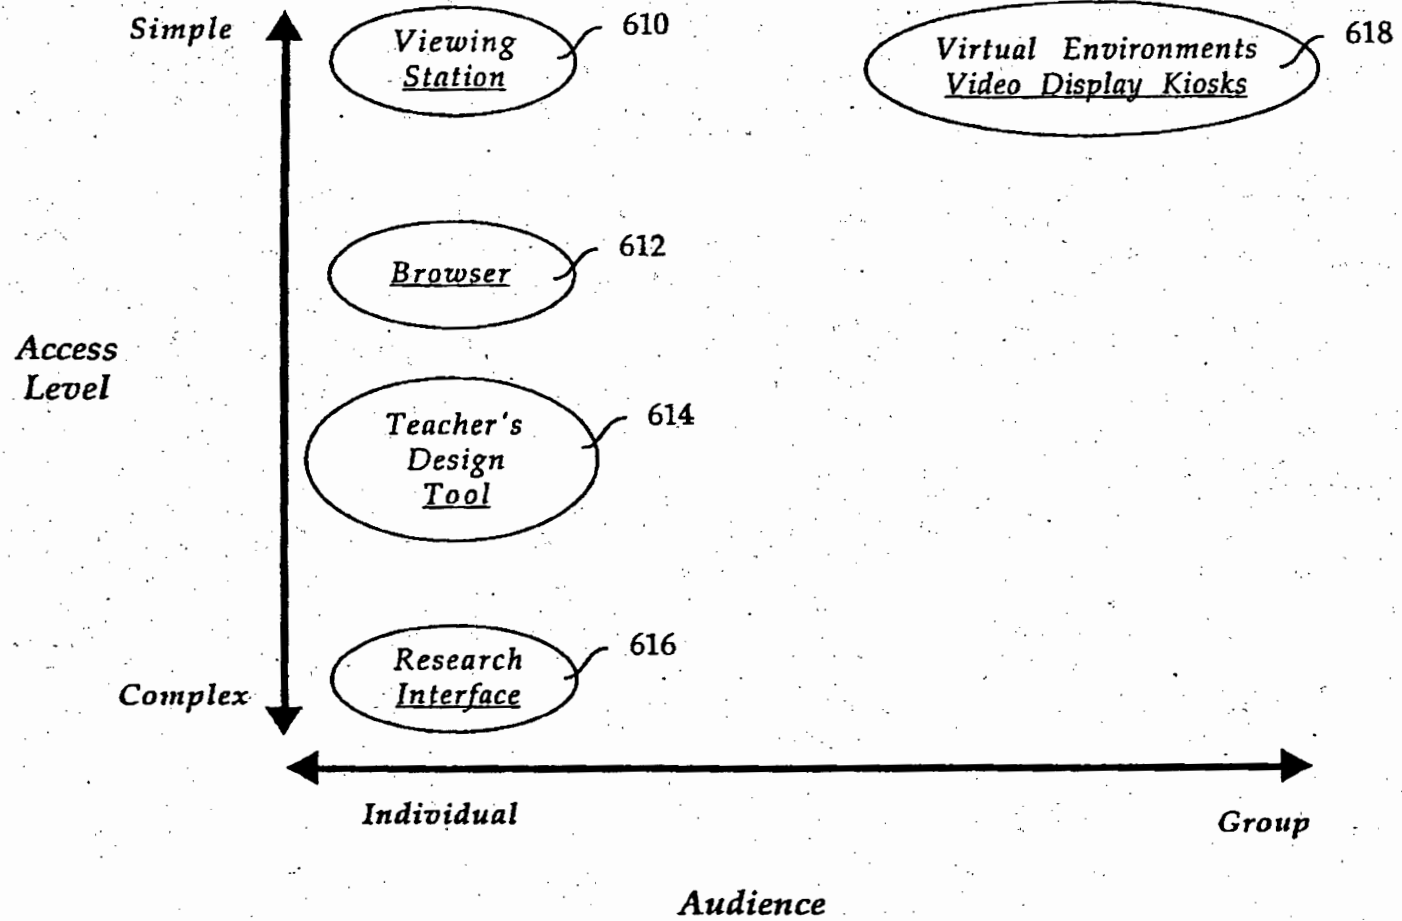 Simple
Viewing
Station
610
Virtual Environments
Video Display Kiosks
618
Browser
612
Access
Level
Teacher's
Design
Tool
614
Research
Interface
616
Complex
Individual
Group
Audience